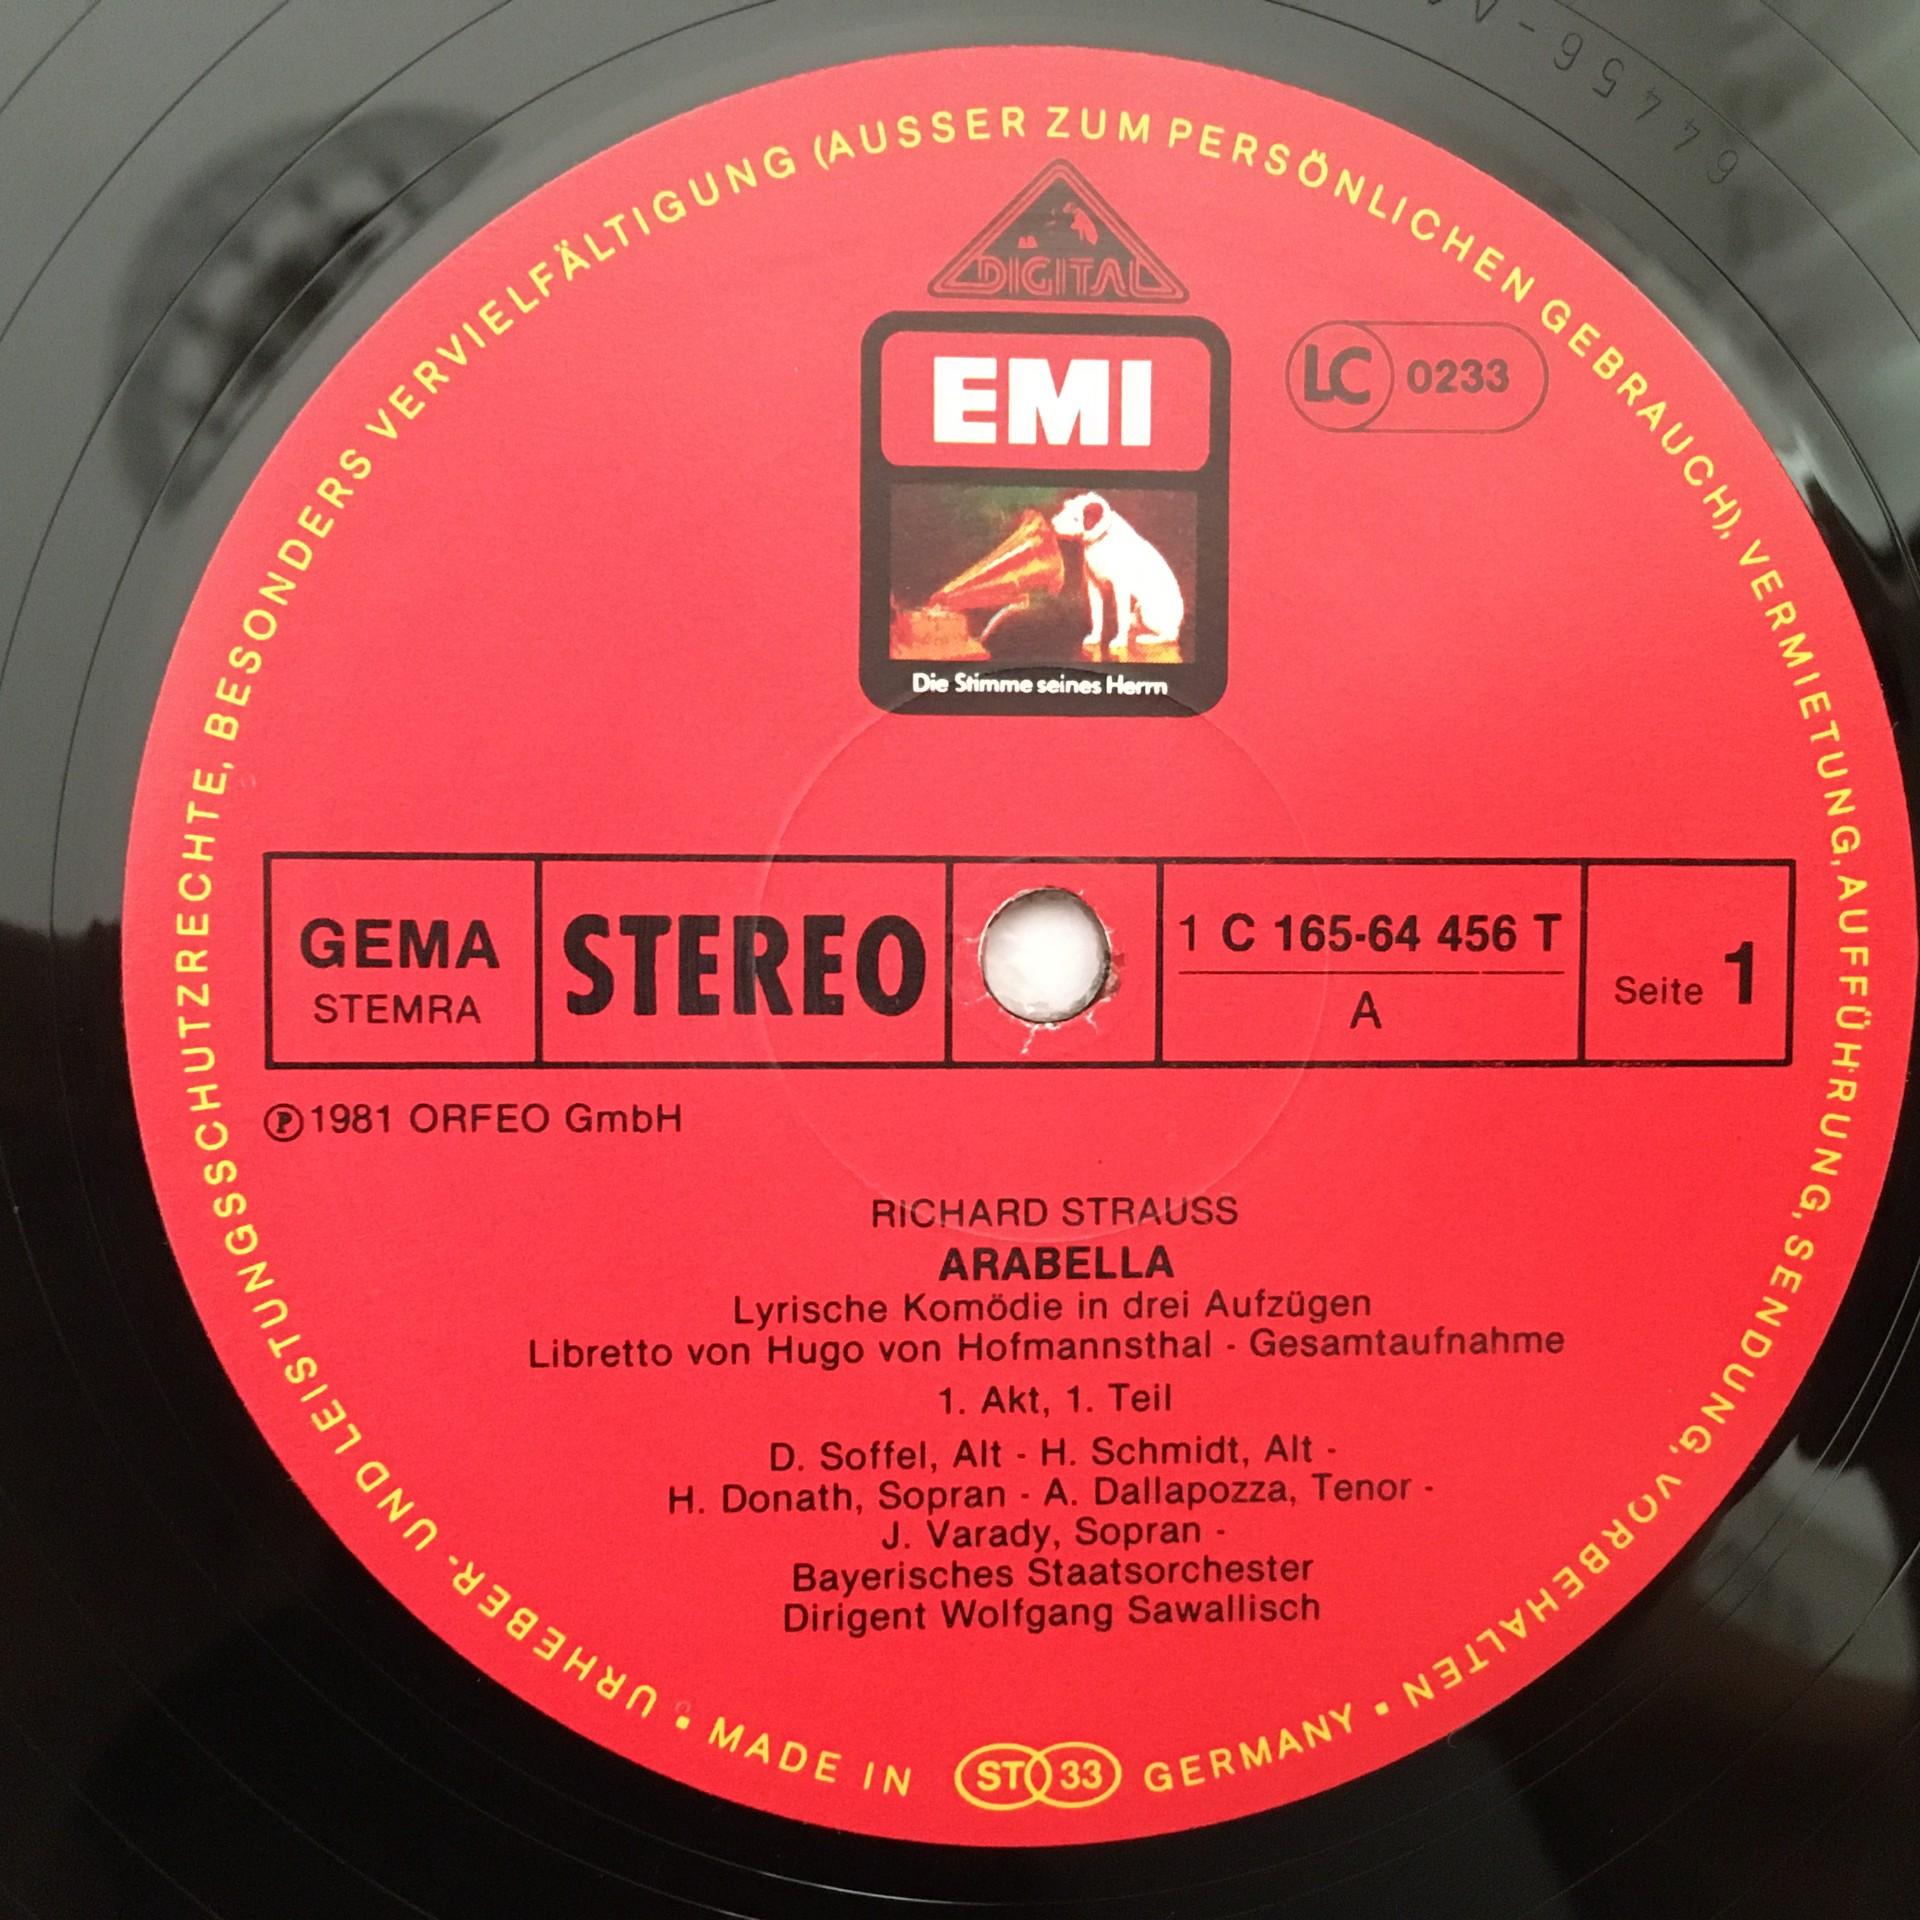 URHEBER- UND LEISTUNGSSCHUTZRECHTE, BESONDERS VERVIELFÄLTIGUNG (AUSSER ZUM PERSÖNLICHEN GEBRAUCH), VERMIETUNG, AUFFÜHRUNG, SENDUNG, VORBEHALTEN •
64456-A
DIGITAL
EMI
LC 0233
Die Stimme seines Herrn
GEMA
STEMRA
STEREO
1 C 165-64 456 T
A
Seite 1
Ⓟ1981 ORFEO GmbH
RICHARD STRAUSS
ARABELLA
Lyrische Komödie in drei Aufzügen
Libretto von Hugo von Hofmannsthal - Gesamtaufnahme
1. Akt, 1. Teil
D. Soffel, Alt - H. Schmidt, Alt -
H. Donath, Sopran - A. Dallapozza, Tenor -
J. Varady, Sopran -
Bayerisches Staatsorchester
Dirigent Wolfgang Sawallisch
• MADE IN ST 33 GERMANY